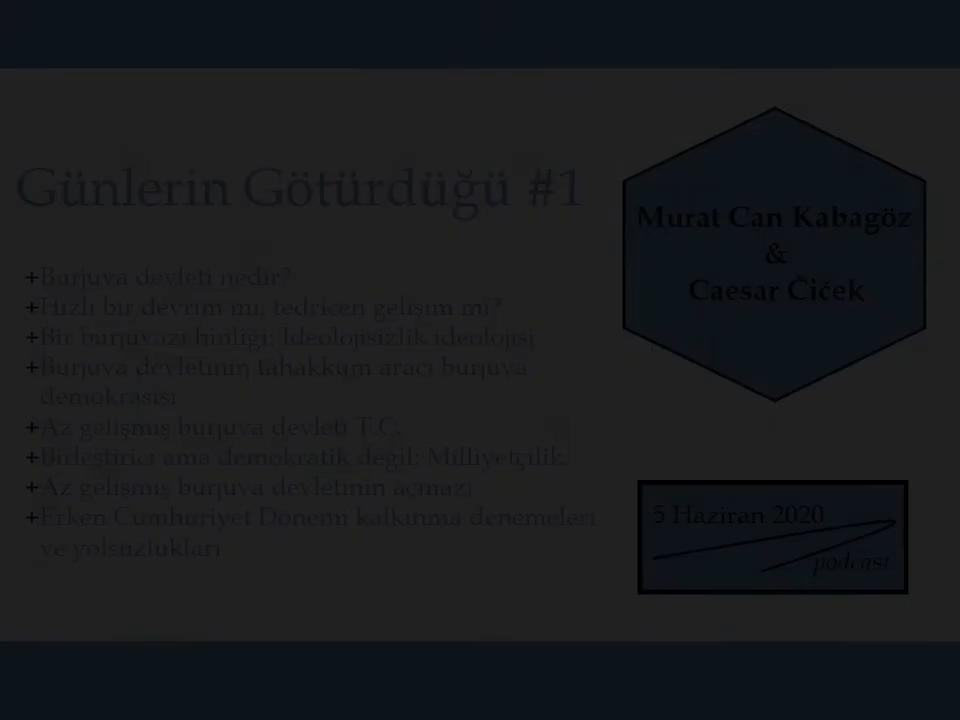 Günlerin Götürdüğü #1
+Burjuva devleti nedir?
+Hızlı bir devrim mi, tedricen gelişim mi?
+Bir burjuvazi hinliği: İdeolojisizlik ideolojisi
+Burjuva devletinin tahakküm aracı burjuva
demokrasisi
+Az gelişmiş burjuva devleti T.C.
+Birleştirici ama demokratik değil: Milliyetçilik
+Az gelişmiş burjuva devletinin açmazı
+Erken Cumhuriyet Dönemi kalkınma denemeleri
ve yolsuzlukları
Murat Can Kabagöz
&
Caesar Čićek
5 Haziran 2020
podcast